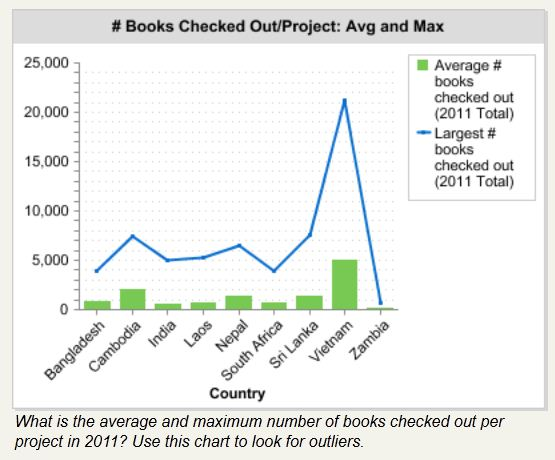 # Books Checked Out/Project: Avg and Max
25,000
20,000
15,000
10,000
5,000
0
Average #
books
checked out
(2011 Total)
Largest #
books
checked out
(2011 Total)
Bangladesh
Cambodia
India
Laos
Nepal
South Africa
Sri Lanka
Vietnam
Zambia
Country
What is the average and maximum number of books checked out per
project in 2011? Use this chart to look for outliers.